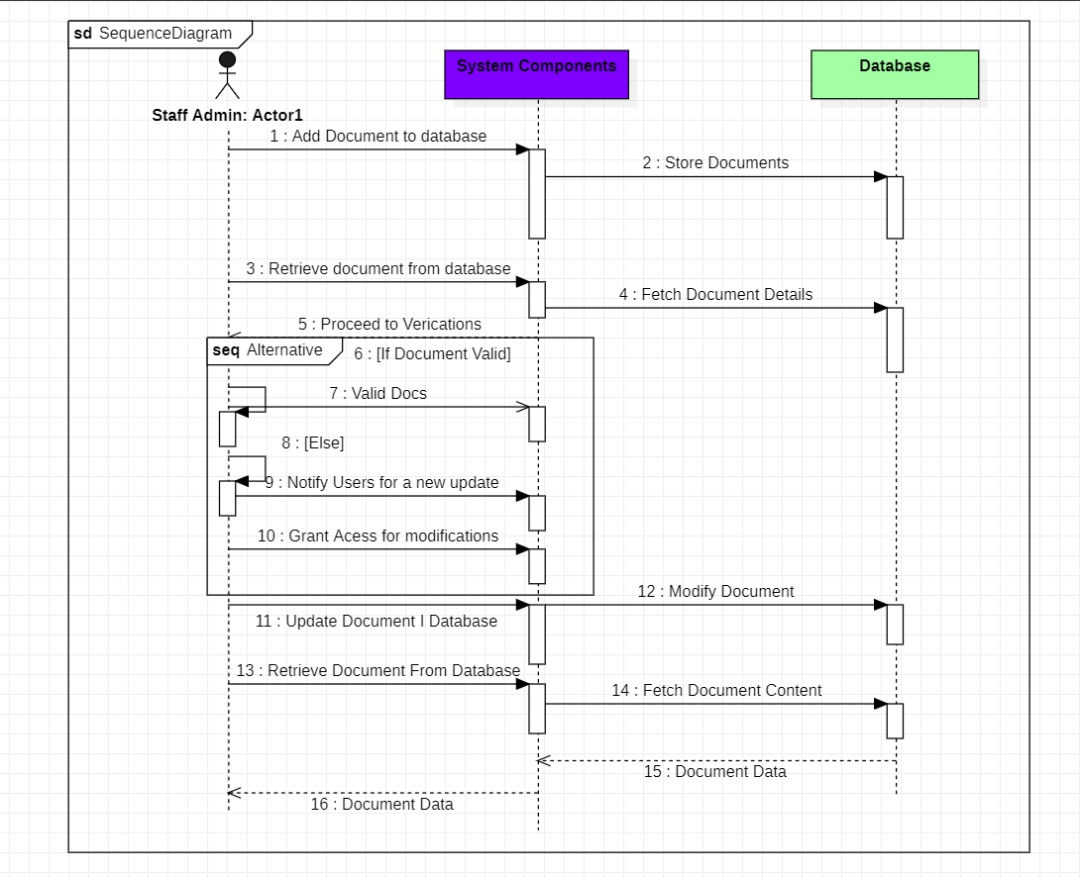 sd SequenceDiagram
System Components
Database
Staff Admin: Actor1
1 : Add Document to database
2 : Store Documents
3 : Retrieve document from database
4 : Fetch Document Details
5 : Proceed to Verications
seq Alternative
6 : [If Document Valid]
7 : Valid Docs
8 : [Else]
9 : Notify Users for a new update
10 : Grant Acess for modifications
12 : Modify Document
11 : Update Document I Database
13 : Retrieve Document From Database
14 : Fetch Document Content
15 : Document Data
16 : Document Data